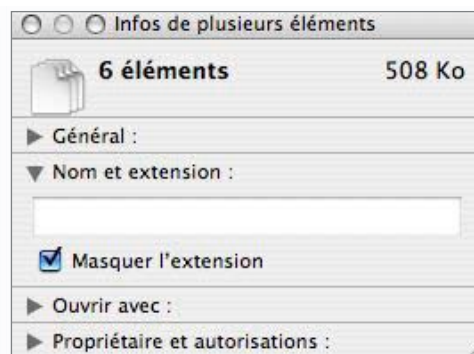 Infos de plusieurs éléments
6 éléments 508 Ko
Général :
Nom et extension :
Masquer l'extension
Ouvrir avec :
Propriétaire et autorisations :